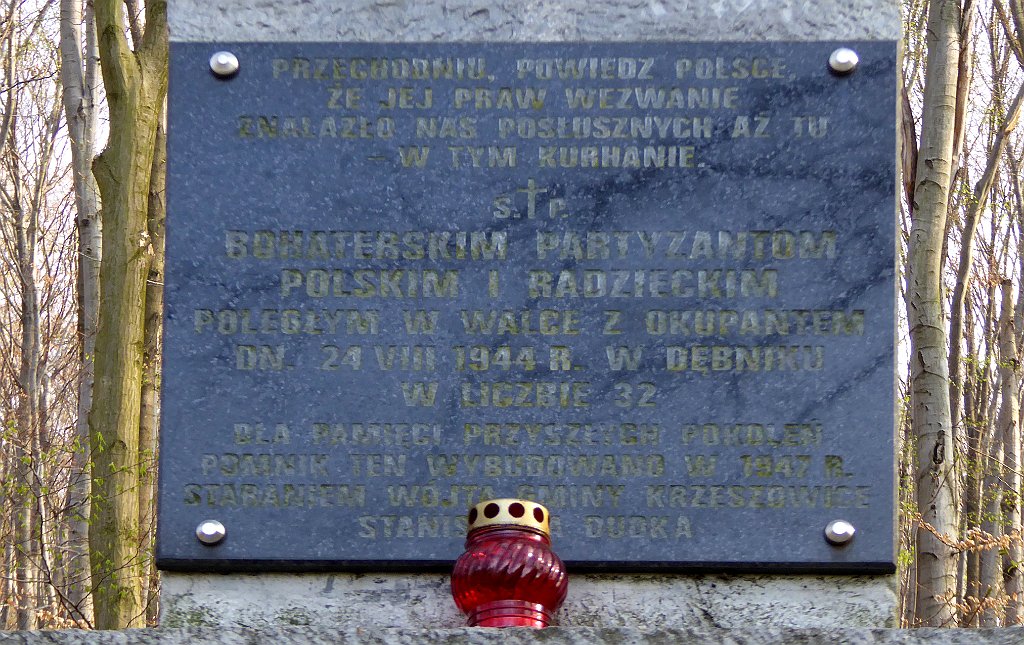 PRZECHODNIU, POWIEDZ POLSCE,
ŻE JEJ PRAW WEZWANIE
ZNALAZŁO NAS POSŁUSZNYCH AŻ TU
– W TYM KURHANIE.
Ś.†P.
BOHATERSKIM PARTYZANTOM
POLSKIM I RADZIECKIM
POLEGŁYM W WALCE Z OKUPANTEM
DN. 24 VIII 1944 R. W DĘBNIKU
W LICZBIE 32
DLA PAMIĘCI PRZYSZŁYCH POKOLEŃ
POMNIK TEN WYBUDOWANO W 1947 R.
STARANIEM WÓJTA GMINY KRZESZOWICE
DUDKA